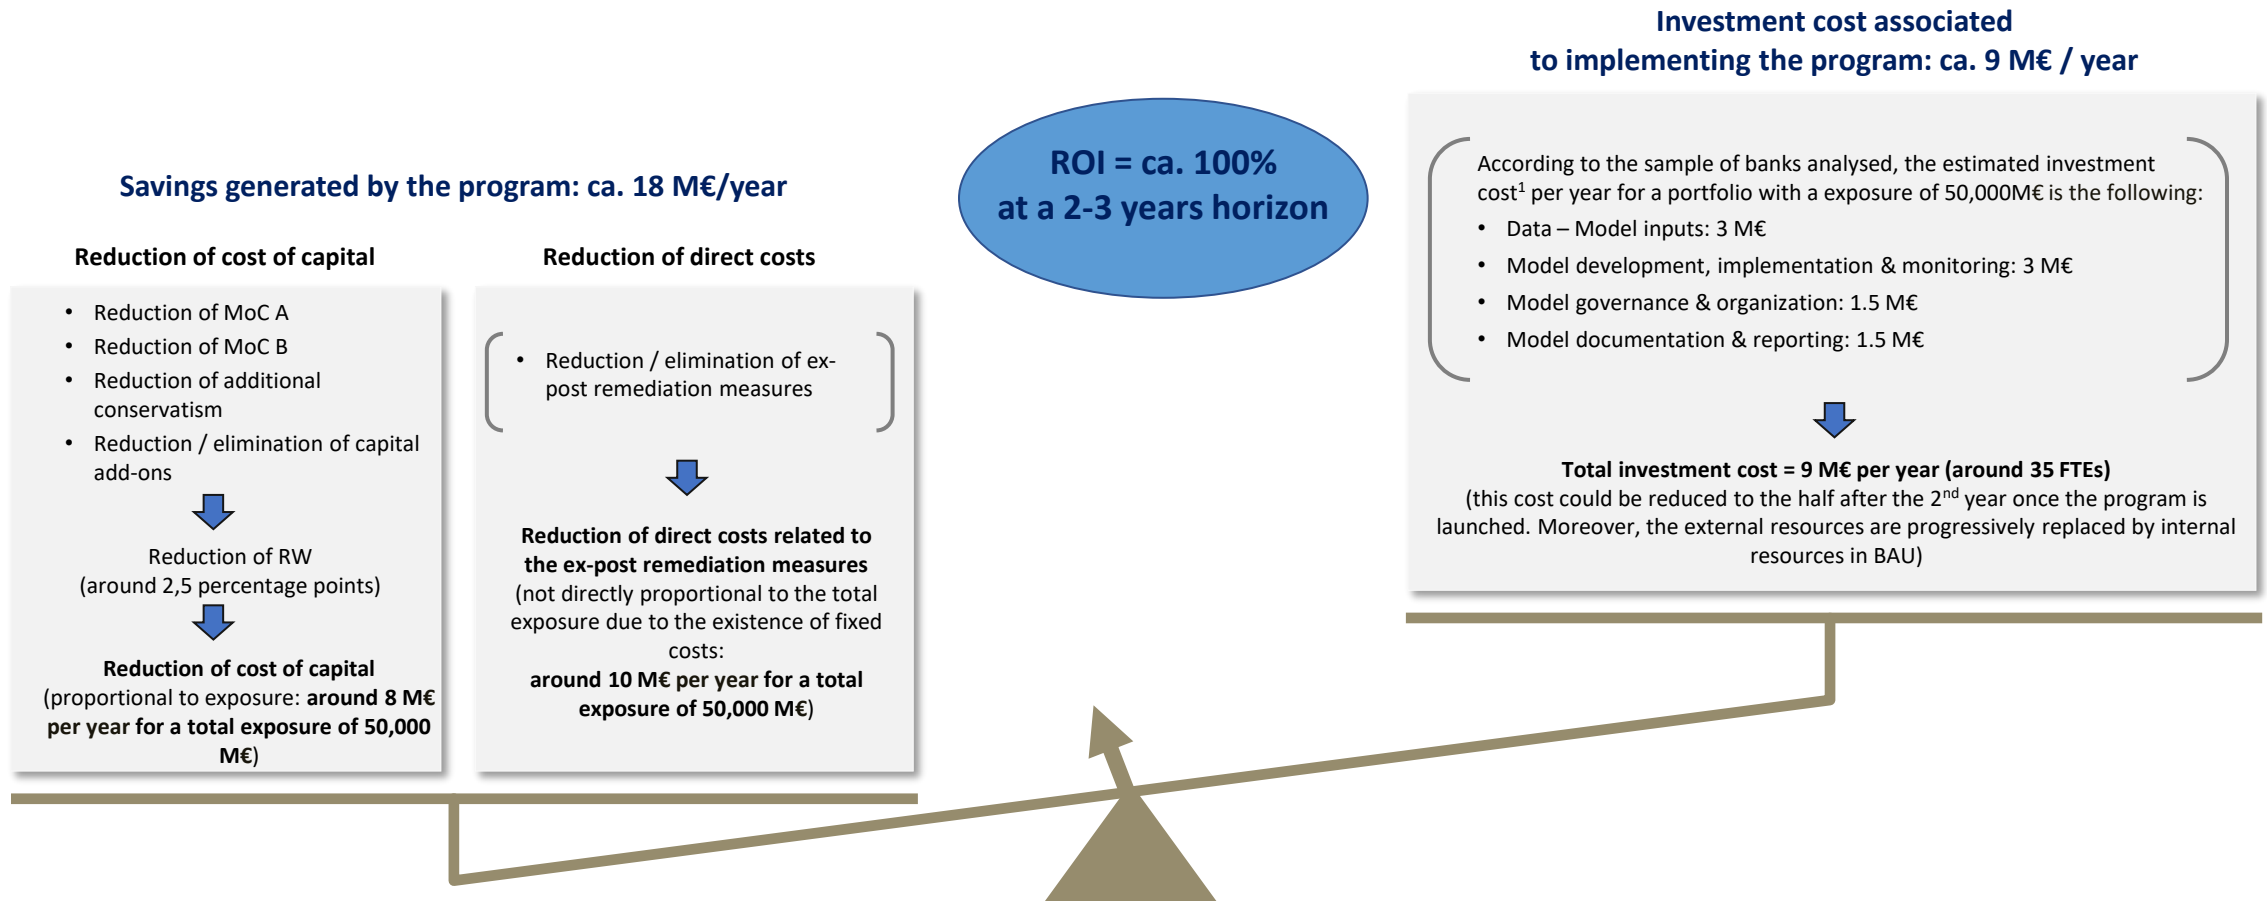 Investment cost associated
to implementing the program: ca. 9 M€ / year
ROI = ca. 100%
at a 2-3 years horizon
Savings generated by the program: ca. 18 M€/year
Reduction of cost of capital
• Reduction of MoC A
• Reduction of MoC B
• Reduction of additional
conservatism
• Reduction / elimination of capital
add-ons
Reduction of RW
(around 2,5 percentage points)
Reduction of cost of capital
(proportional to exposure: around 8 M€
per year for a total exposure of 50,000
M€)
Reduction of direct costs
• Reduction / elimination of ex-
post remediation measures
Reduction of direct costs related to
the ex-post remediation measures
(not directly proportional to the total
exposure due to the existence of fixed
costs:
around 10 M€ per year for a total
exposure of 50,000 M€)
According to the sample of banks analysed, the estimated investment
cost1 per year for a portfolio with a exposure of 50,000M€ is the following:
• Data – Model inputs: 3 M€
• Model development, implementation & monitoring: 3 M€
• Model governance & organization: 1.5 M€
• Model documentation & reporting: 1.5 M€
Total investment cost = 9 M€ per year (around 35 FTEs)
(this cost could be reduced to the half after the 2nd year once the program is
launched. Moreover, the external resources are progressively replaced by internal
resources in BAU)